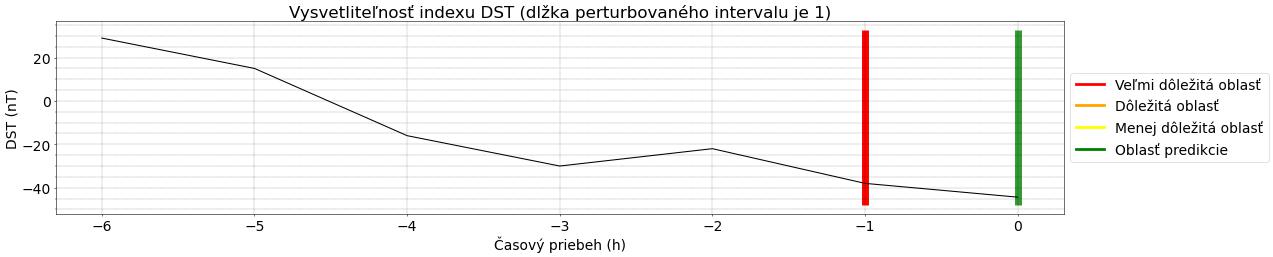 Vysvetliteľnosť indexu DST (dlžka perturbovaného intervalu je 1)
DST (nT)
20
0
−20
−40
−6
−5
−4
−3
−2
−1
0
Časový priebeh (h)
Veľmi dôležitá oblasť
Dôležitá oblasť
Menej dôležitá oblasť
Oblasť predikcie